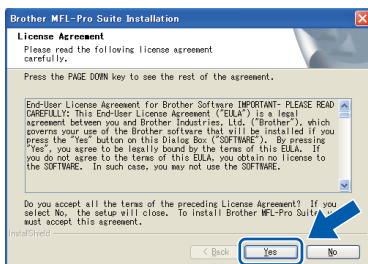 Brother MFL-Pro Suite Installation
License Agreement
Please read the following license agreement
carefully.
Press the PAGE DOWN key to see the rest of the agreement.
End-User License Agreement for Brother Software IMPORTANT- PLEASE READ
CAREFULLY: This End-User License Agreement ("EULA") is a legal
agreement between you and Brother Industries, Ltd. ("Brother"), which
governs your use of the Brother software that will be installed if you
press the "Yes" button on this Dialog Box ("SOFTWARE"). By pressing
"Yes", you agree to be legally bound by the terms of this EULA. If
you do not agree to the terms of this EULA, you obtain no license to
the SOFTWARE. In such case, you may not use the SOFTWARE.
Do you accept all the terms of the preceding License Agreement? If you
select No, the setup will close. To install Brother MFL-Pro Suite, you
must accept this agreement.
InstallShield
< Back
Yes
No